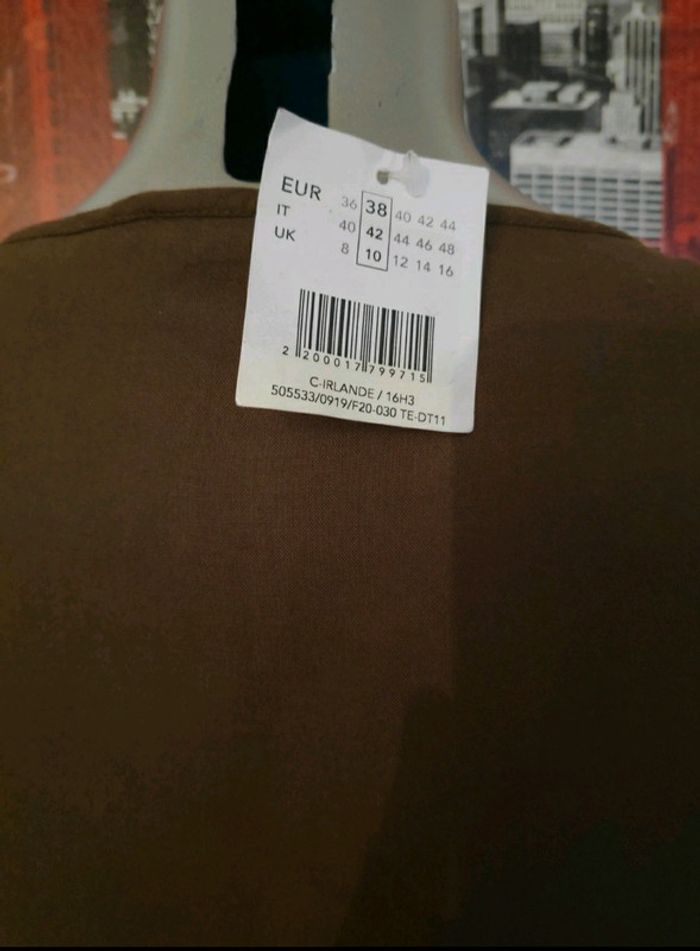 EUR 36 38 40 42 44
IT 40 42 44 46 48
UK 8 10 12 14 16
2 200017 799715
C-IRLANDE / 16H3
505533/0919/F20-030 TE-DT11